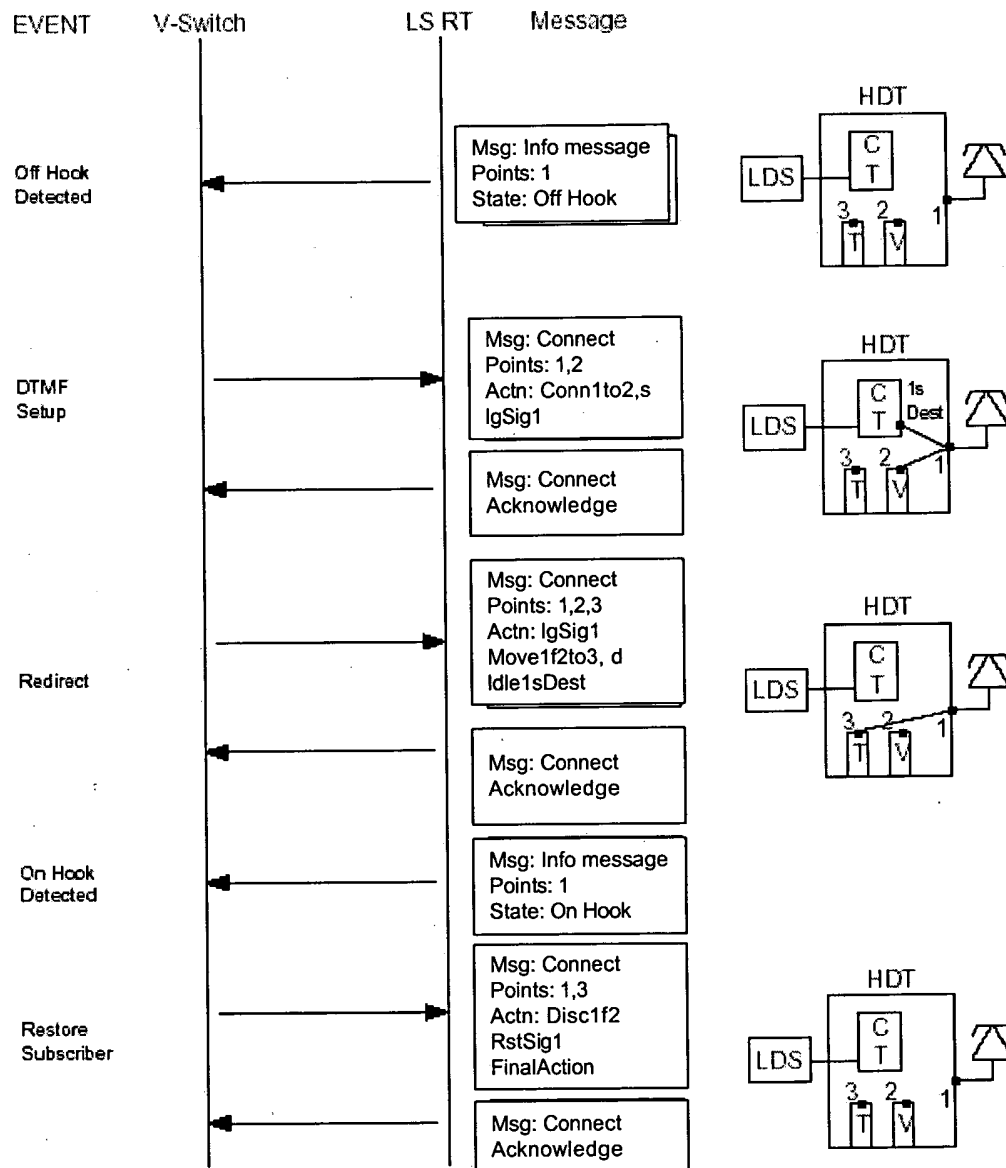 EVENT V-Switch LS RT Message
HDT
Off Hook
Detected
Msg: Info message
Points: 1
State: Off Hook
LDS
C
T
3 2 1
T V
HDT
DTMF
Setup
Msg: Connect
Points: 1,2
Actn: Conn1to2,s
IgSig1
LDS
C
T
1s
Dest
3 2 1
T V
Msg: Connect
Acknowledge
HDT
Redirect
Msg: Connect
Points: 1,2,3
Actn: IgSig1
Move1f2to3, d
Idle1sDest
LDS
C
T
3 2 1
T V
Msg: Connect
Acknowledge
On Hook
Detected
Msg: Info message
Points: 1
State: On Hook
HDT
Restore
Subscriber
Msg: Connect
Points: 1,3
Actn: Disc1f2
RstSig1
FinalAction
LDS
C
T
3 2 1
T V
Msg: Connect
Acknowledge